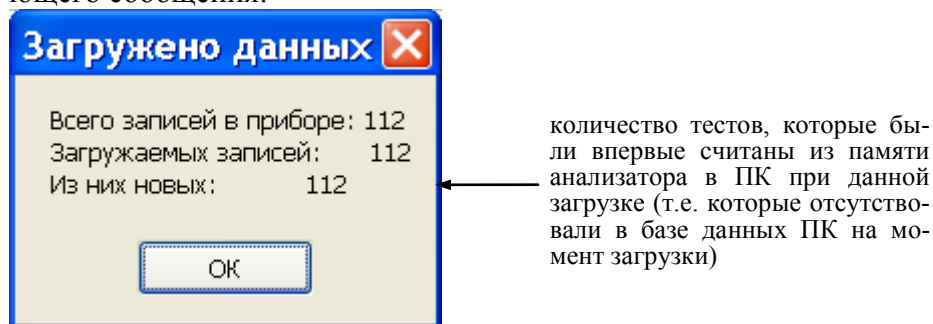 ющего сообщения:
Загружено данных
Всего записей в приборе: 112
Загружаемых записей: 112
Из них новых: 112
OK
количество тестов, которые бы-
ли впервые считаны из памяти
анализатора в ПК при данной
загрузке (т.е. которые отсутство-
вали в базе данных ПК на мо-
мент загрузки)